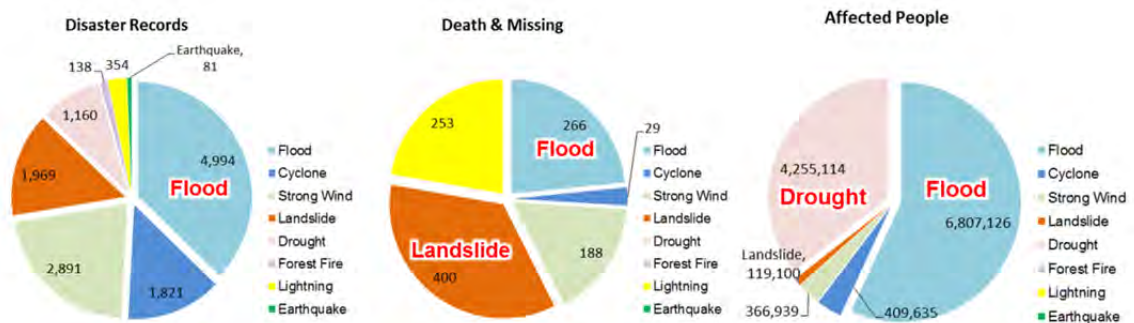 Disaster Records
Earthquake,
81
354
138
1,160
4,994
Flood
1,969
2,891
1,821
Flood
Cyclone
Strong Wind
Landslide
Drought
Forest Fire
Lightning
Earthquake
Death & Missing
253
266
Flood
29
188
Landslide
400
Flood
Cyclone
Strong Wind
Landslide
Drought
Forest Fire
Lightning
Earthquake
Affected People
4,255,114
Drought
Flood
6,807,126
Landslide,
119,100
366,939
409,635
Flood
Cyclone
Strong Wind
Landslide
Drought
Forest Fire
Lightning
Earthquake